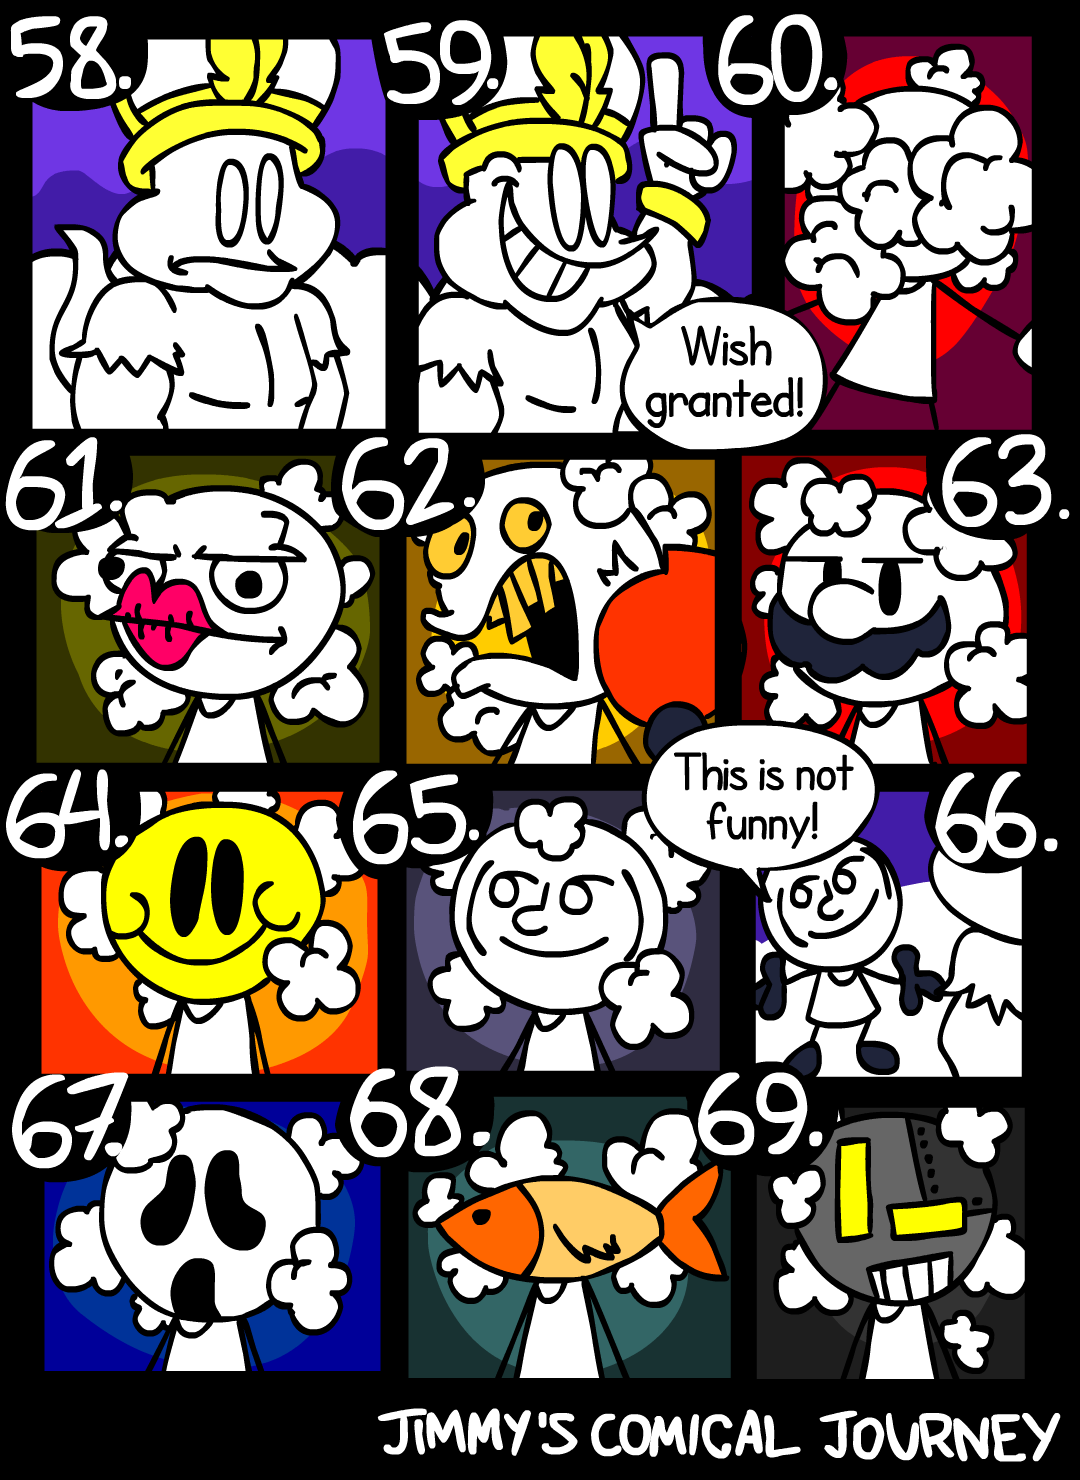 58.
59.
60.
Wish
granted!
61.
62.
M
63.
64.
65.
This is not
funny!
66.
67.
68.
69.
JIMMY'S COMICAL JOURNEY